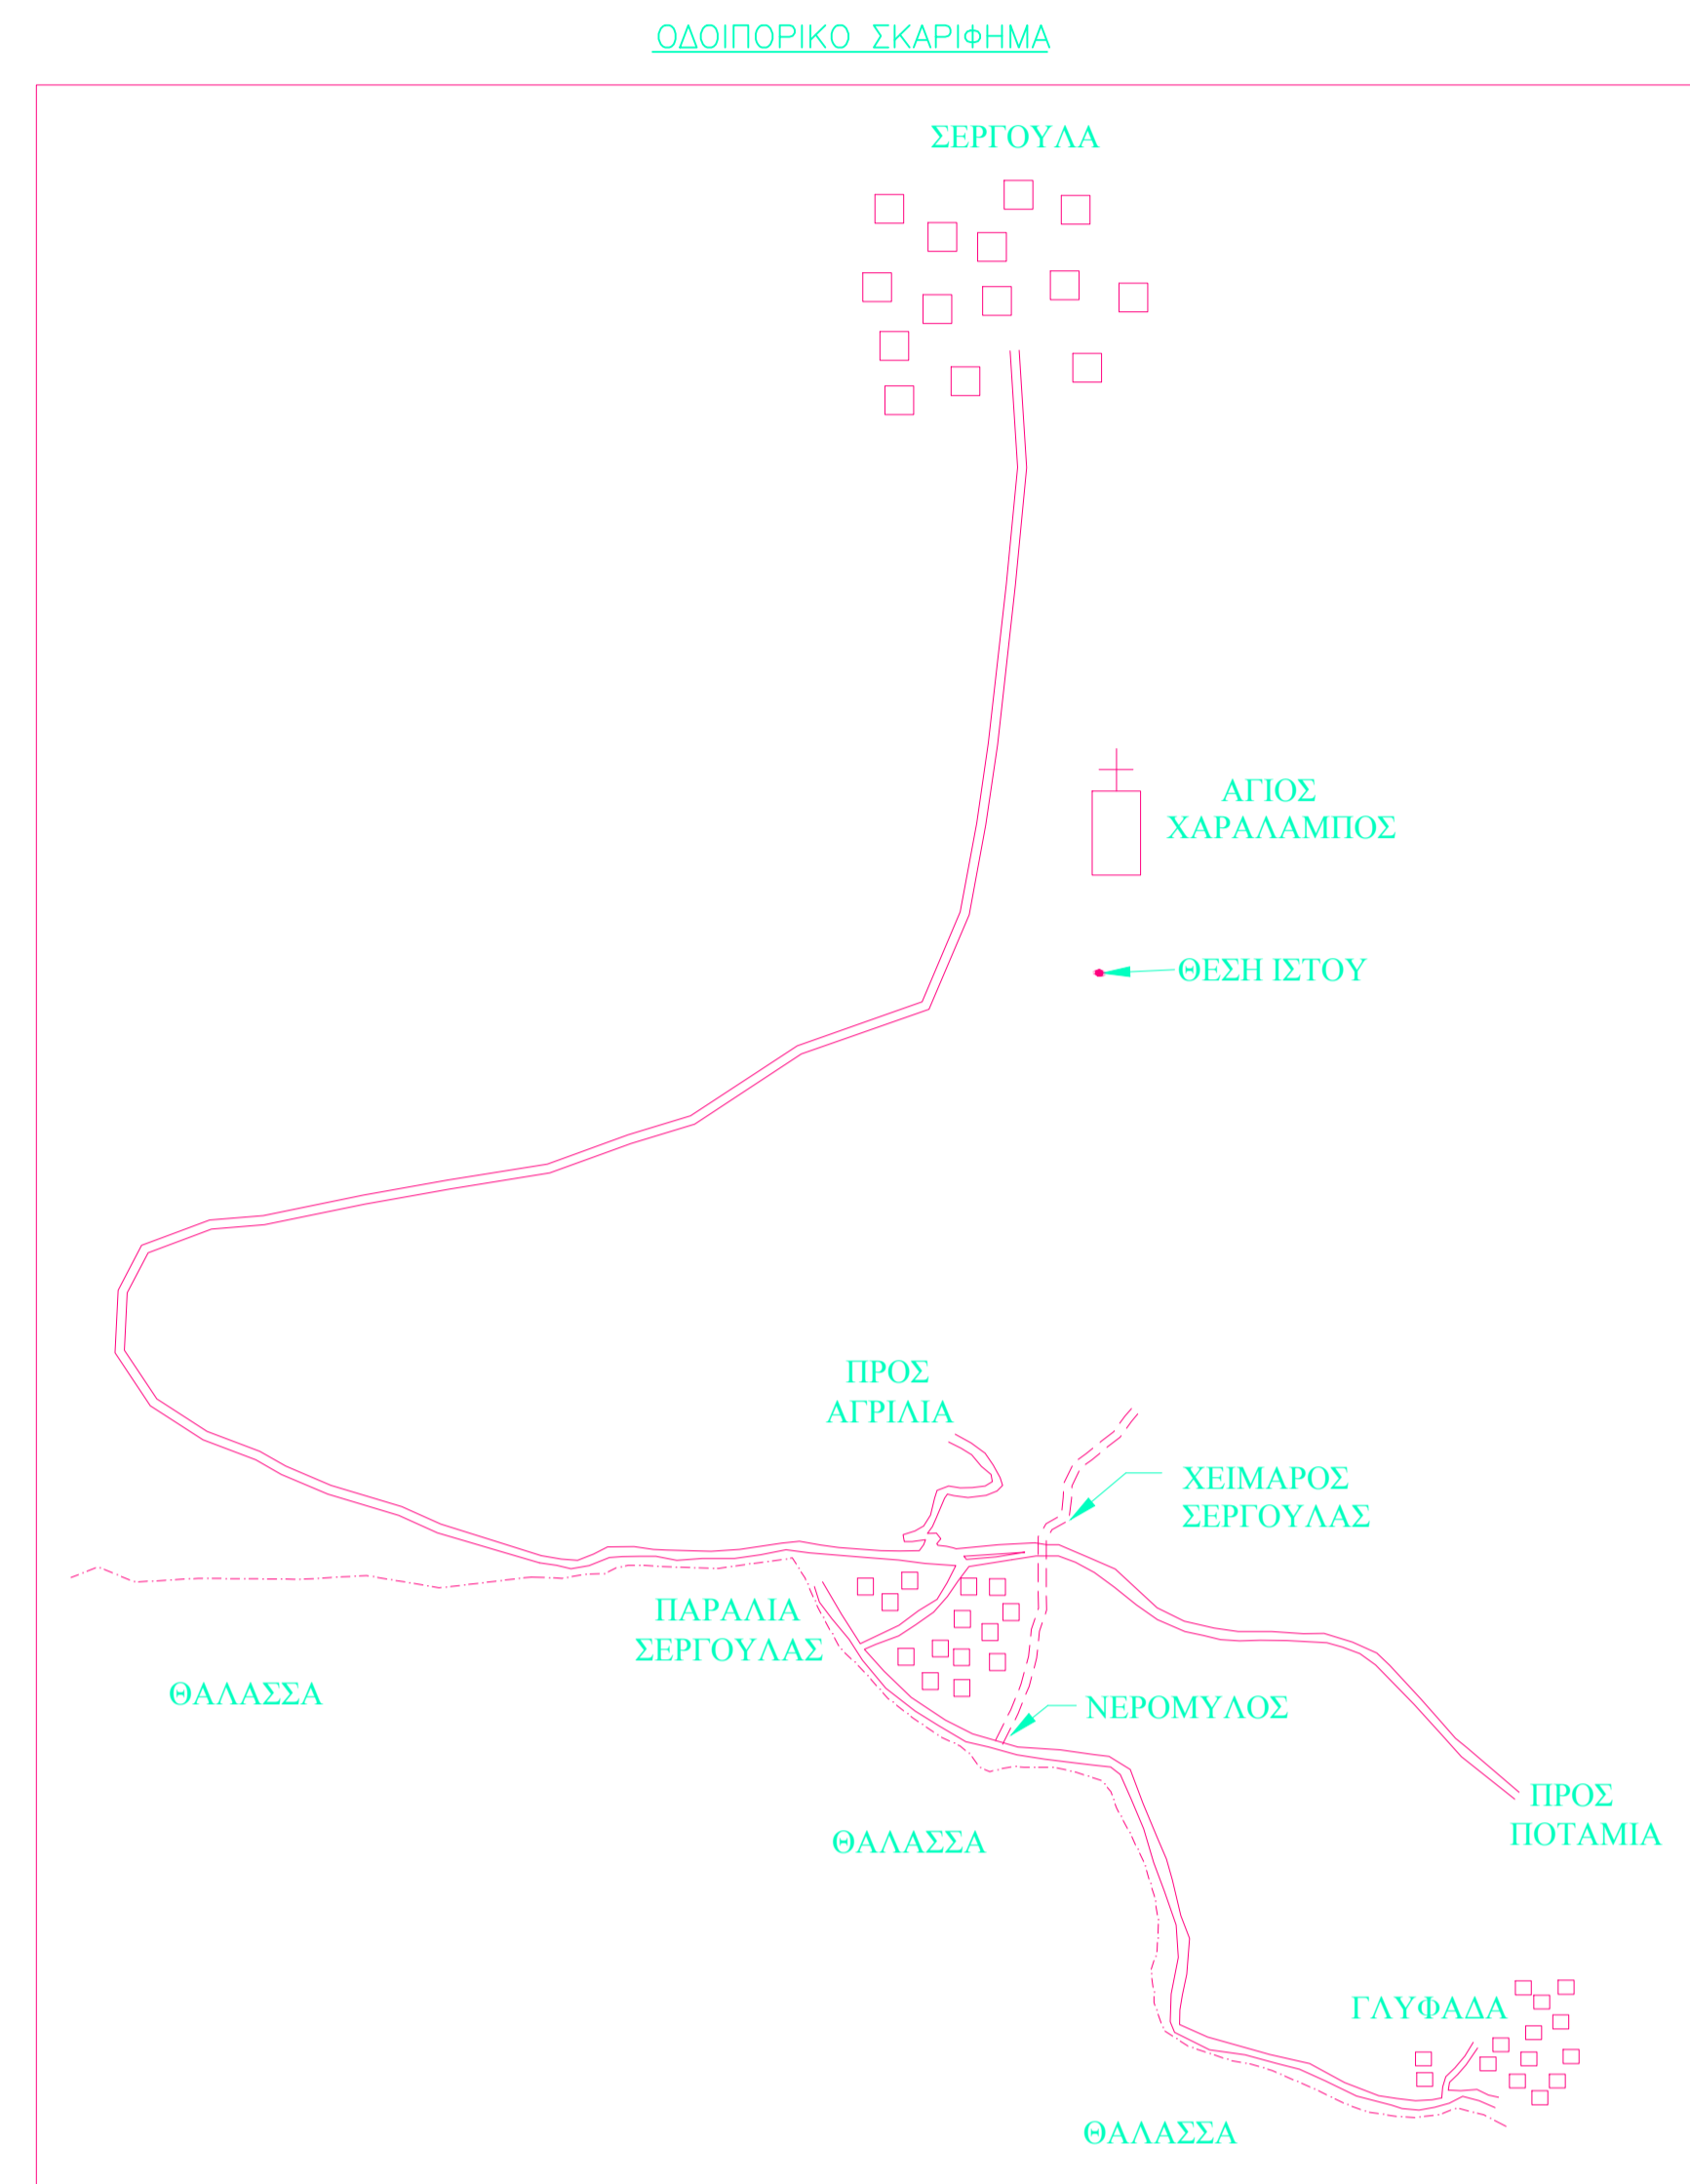 ΟΔΟΙΠΟΡΙΚΟ ΣΚΑΡΙΦΗΜΑ
ΣΕΡΓΟΥΛΑ
ΑΓΙΟΣ
ΧΑΡΑΛΑΜΠΟΣ
ΘΕΣΗ ΙΣΤΟΥ
ΠΡΟΣ
ΑΓΡΙΛΙΑ
ΧΕΙΜΑΡΟΣ
ΣΕΡΓΟΥΛΑΣ
ΠΑΡΑΛΙΑ
ΣΕΡΓΟΥΛΑΣ
ΘΑΛΑΣΣΑ
ΝΕΡΟΜΥΛΟΣ
ΠΡΟΣ
ΠΟΤΑΜΙΑ
ΘΑΛΑΣΣΑ
ΓΛΥΦΑΔΑ
ΘΑΛΑΣΣΑ